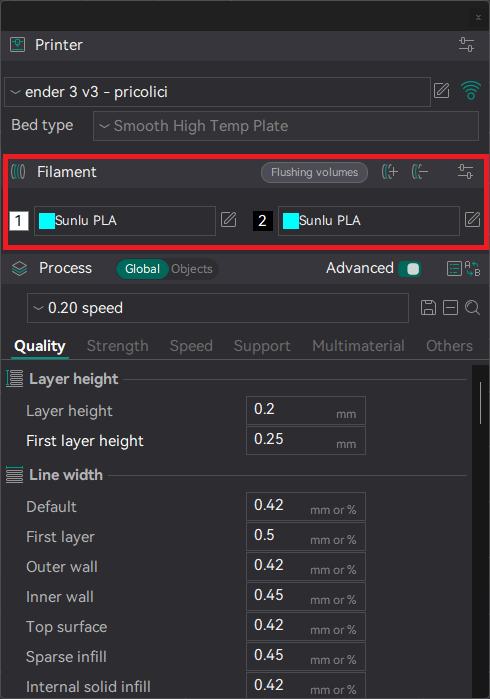 Printer
ender 3 v3 - pricolici
Bed type Smooth High Temp Plate
Filament Flushing volumes
1 Sunlu PLA 2 Sunlu PLA
Process Global Objects Advanced
0.20 speed
Quality Strength Speed Support Multimaterial Others
Layer height
Layer height 0.2 mm
First layer height 0.25 mm
Line width
Default 0.42 mm or %
First layer 0.5 mm or %
Outer wall 0.42 mm or %
Inner wall 0.45 mm or %
Top surface 0.42 mm or %
Sparse infill 0.45 mm or %
Internal solid infill 0.42 mm or %